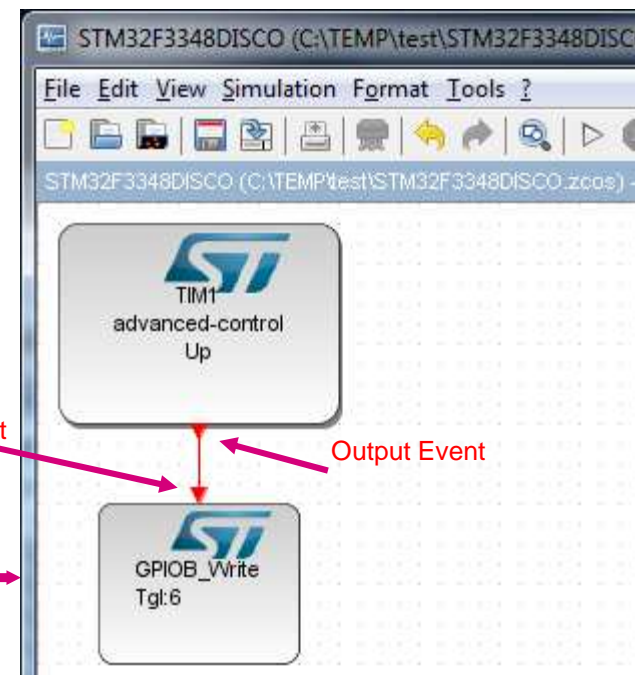 STM32F3348DISCO (C:\TEMP\test\STM32F3348DISC
File Edit View Simulation Format Tools ?
STM32F3348DISCO (C:\TEMP\test\STM32F3348DISCO.zcos) -
TIM1
advanced-control
Up
t
Output Event
GPIOB_Write
Tgl:6